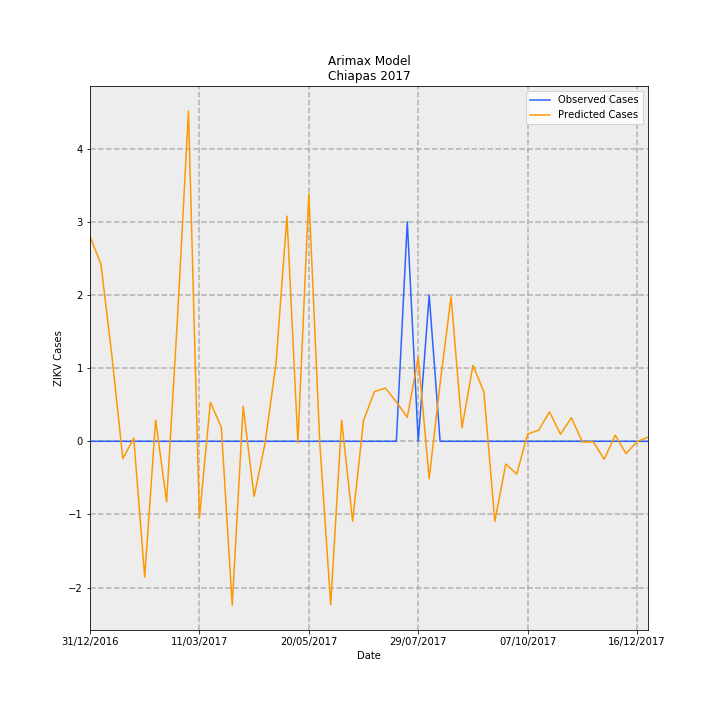 Arimax Model
Chiapas 2017
Observed Cases
Predicted Cases
ZIKV Cases
4
3
2
1
0
−1
−2
31/12/2016 11/03/2017 20/05/2017 29/07/2017 07/10/2017 16/12/2017
Date